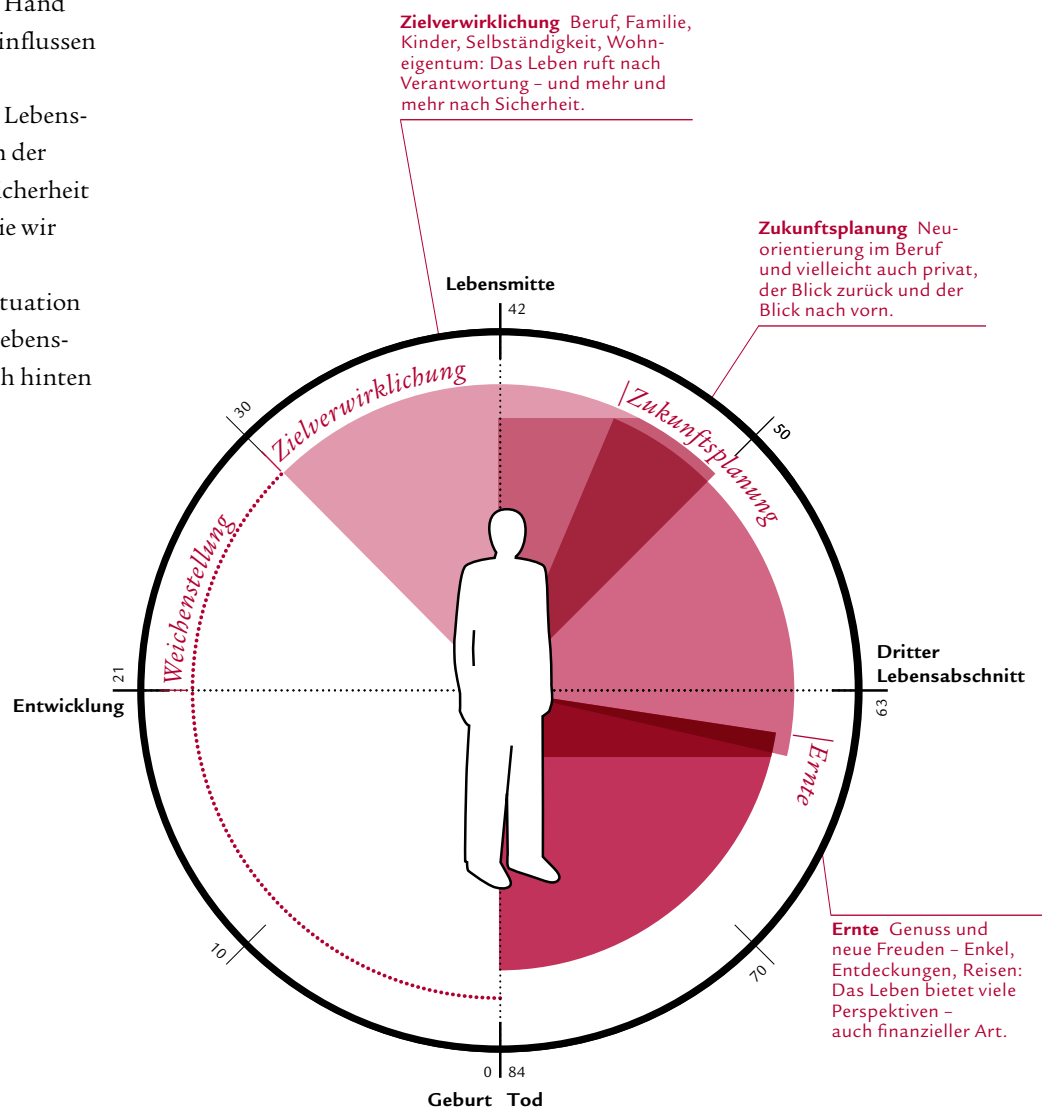 Hand
influssen
Lebens-
der
icherheit
ie wir
tuation
ebens-
h hinten
Zielverwirklichung Beruf, Familie,
Kinder, Selbständigkeit, Wohn-
eigentum: Das Leben ruft nach
Verantwortung – und mehr und
mehr nach Sicherheit.
Zukunftsplanung Neu-
orientierung im Beruf
und vielleicht auch privat,
der Blick zurück und der
Blick nach vorn.
Lebensmitte
42
30
Zielverwirklichung
Zukunftsplanung
50
Weichenstellung
21
Entwicklung
Dritter
Lebensabschnitt
63
Ernte
10
70
Ernte Genuss und
neue Freuden – Enkel,
Entdeckungen, Reisen:
Das Leben bietet viele
Perspektiven –
auch finanzieller Art.
0 84
Geburt Tod